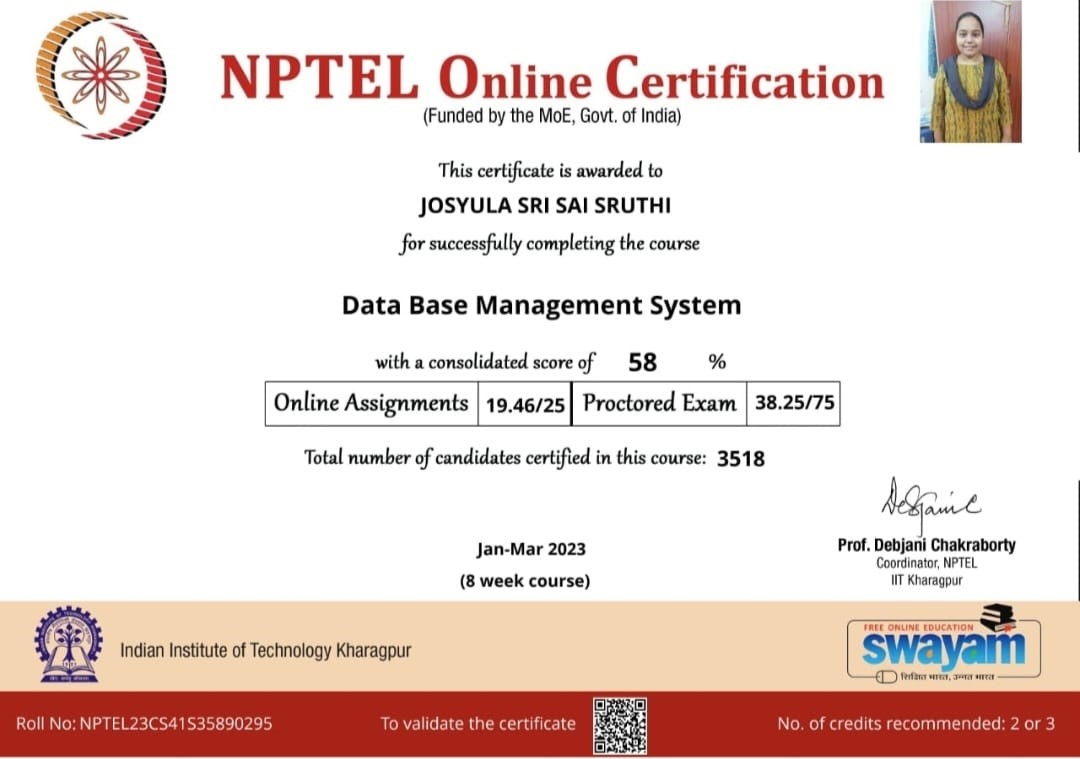 NPTEL Online Certification
(Funded by the MoE, Govt. of India)
This certificate is awarded to
JOSYULA SRI SAI SRUTHI
for successfully completing the course
Data Base Management System
with a consolidated score of 58 %
Online Assignments 19.46/25 Proctored Exam 38.25/75
Total number of candidates certified in this course: 3518
Jan-Mar 2023
(8 week course)
Prof. Debjani Chakraborty
Coordinator, NPTEL
IIT Kharagpur
Indian Institute of Technology Kharagpur
FREE ONLINE EDUCATION
swayam
शिक्षित भारत, उन्नत भारत
Roll No: NPTEL23CS41S35890295
To validate the certificate
No. of credits recommended: 2 or 3